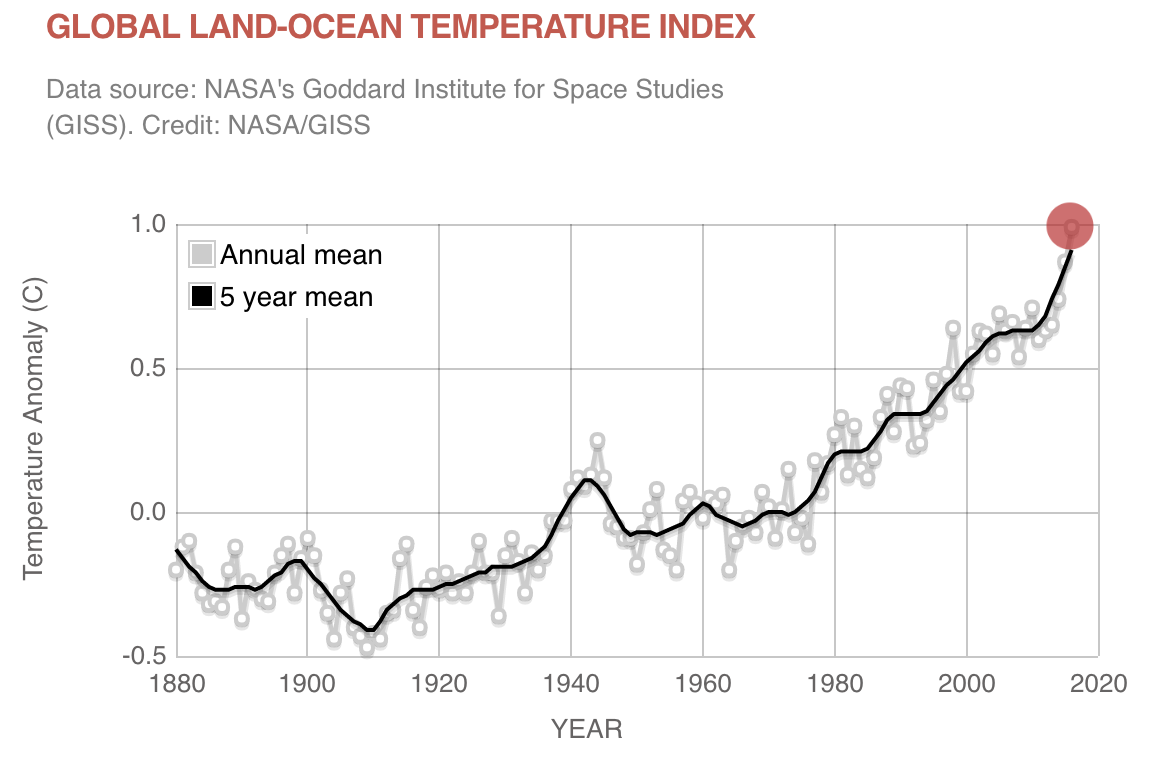 GLOBAL LAND-OCEAN TEMPERATURE INDEX
Data source: NASA's Goddard Institute for Space Studies
(GISS). Credit: NASA/GISS
1.0
Annual mean
5 year mean
Temperature Anomaly (C)
0.5
0.0
-0.5
1880 1900 1920 1940 1960 1980 2000 2020
YEAR